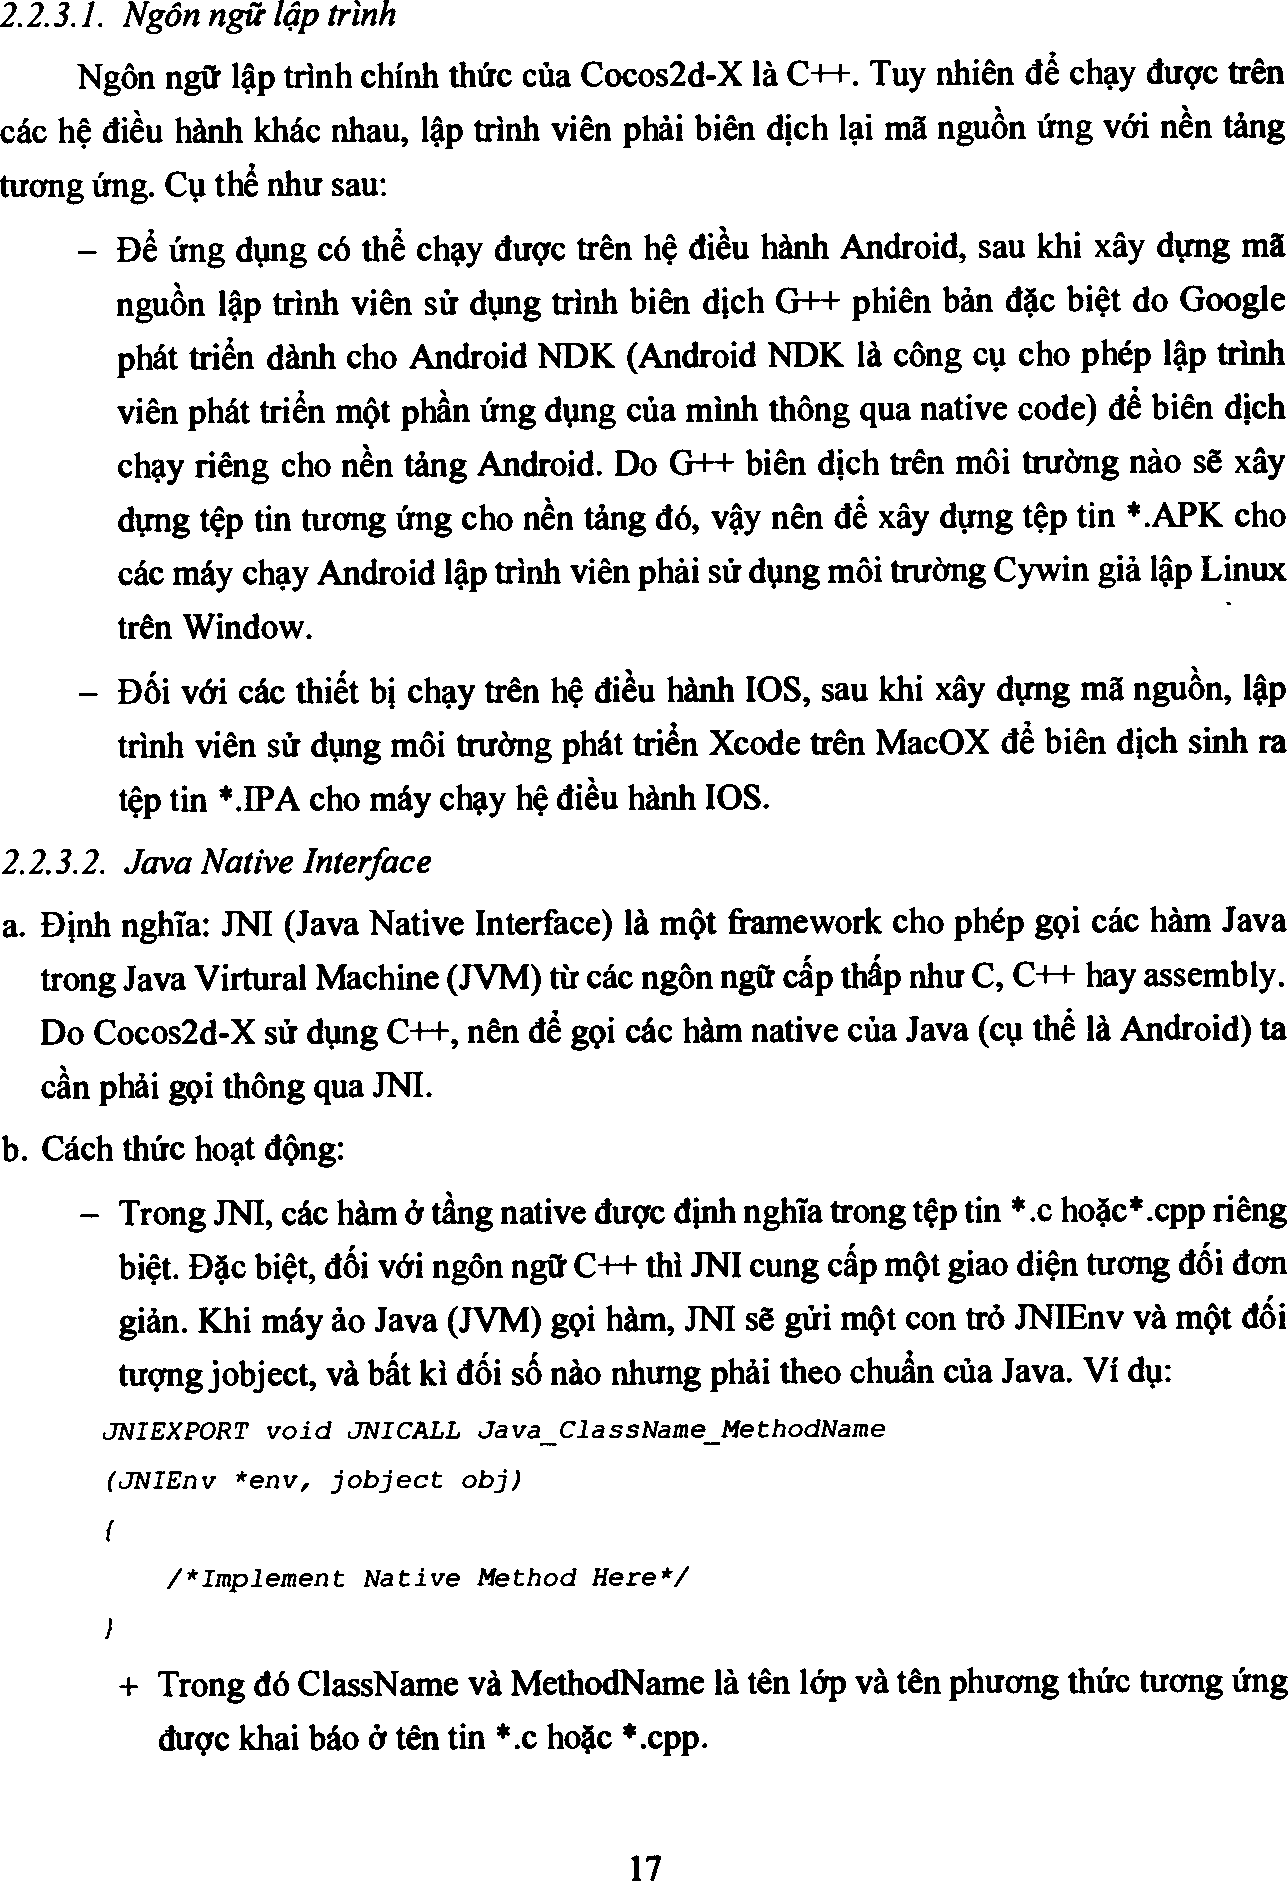 2.2.3.1. Ngôn ngữ lập trình
Ngôn ngữ lập trình chính thức của Cocos2d-X là C++. Tuy nhiên để chạy được trên
các hệ điều hành khác nhau, lập trình viên phải biên dịch lại mã nguồn ứng với nền tảng
tương ứng. Cụ thể như sau:
– Để ứng dụng có thể chạy được trên hệ điều hành Android, sau khi xây dựng mã
nguồn lập trình viên sử dụng trình biên dịch G++ phiên bản đặc biệt do Google
phát triển dành cho Android NDK (Android NDK là công cụ cho phép lập trình
viên phát triển một phần ứng dụng của mình thông qua native code) để biên dịch
chạy riêng cho nền tảng Android. Do G++ biên dịch trên môi trường nào sẽ xây
dựng tệp tin tương ứng cho nền tảng đó, vậy nên để xây dựng tệp tin *.APK cho
các máy chạy Android lập trình viên phải sử dụng môi trường Cywin giả lập Linux
trên Window.
– Đối với các thiết bị chạy trên hệ điều hành IOS, sau khi xây dựng mã nguồn, lập
trình viên sử dụng môi trường phát triển Xcode trên MacOX để biên dịch sinh ra
tệp tin *.IPA cho máy chạy hệ điều hành IOS.
2.2.3.2. Java Native Interface
a. Định nghĩa: JNI (Java Native Interface) là một framework cho phép gọi các hàm Java
trong Java Virtural Machine (JVM) từ các ngôn ngữ cấp thấp như C, C++ hay assembly.
Do Cocos2d-X sử dụng C++, nên để gọi các hàm native của Java (cụ thể là Android) ta
cần phải gọi thông qua JNI.
b. Cách thức hoạt động:
– Trong JNI, các hàm ở tầng native được định nghĩa trong tệp tin *.c hoặc*.cpp riêng
biệt. Đặc biệt, đối với ngôn ngữ C++ thì JNI cung cấp một giao diện tương đối đơn
giản. Khi máy ảo Java (JVM) gọi hàm, JNI sẽ gửi một con trỏ JNIEnv và một đối
tượng jobject, và bất kì đối số nào nhưng phải theo chuẩn của Java. Ví dụ:
JNIEXPORT void JNICALL Java_ClassName_MethodName
(JNIEnv *env, jobject obj)
{
/*Implement Native Method Here*/
}
+ Trong đó ClassName và MethodName là tên lớp và tên phương thức tương ứng
được khai báo ở tên tin *.c hoặc *.cpp.
17